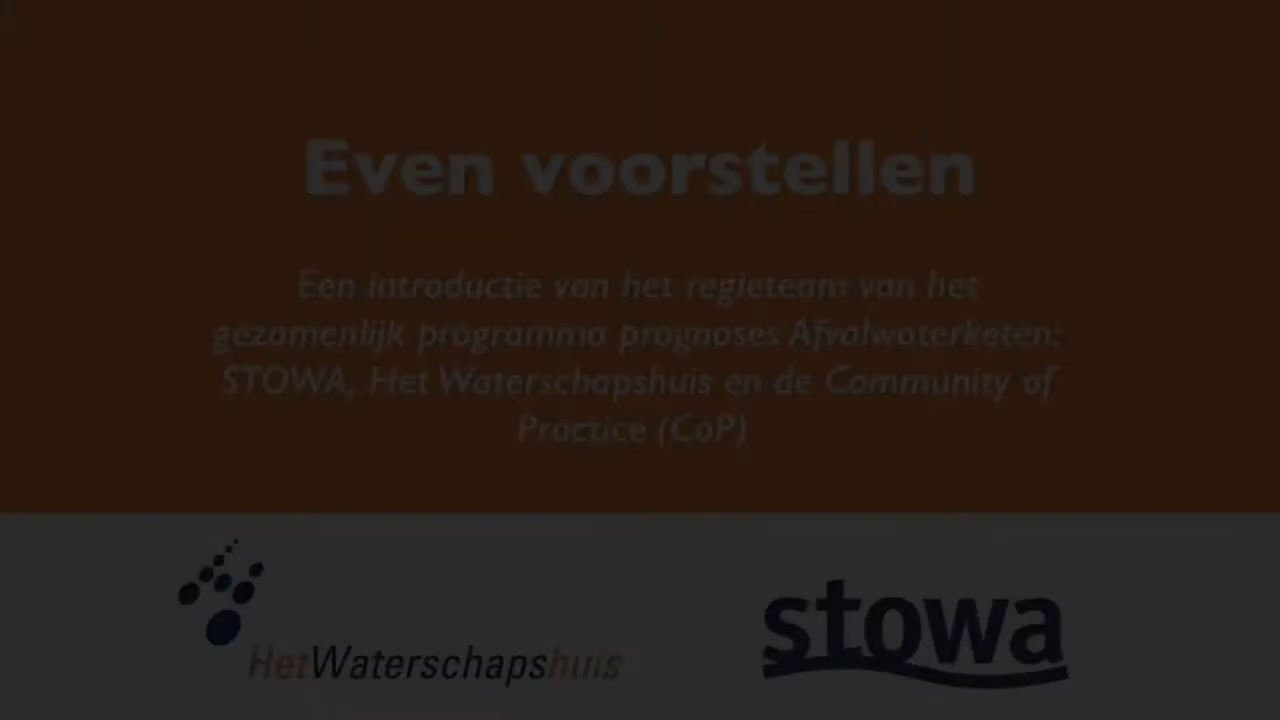 Even voorstellen
Een introductie van het regieteam van het
gezamenlijk programma prognoses Afvalwaterketen:
STOWA, Het Waterschapshuis en de Community of
Practice (CoP)
HetWaterschapshuis
stowa